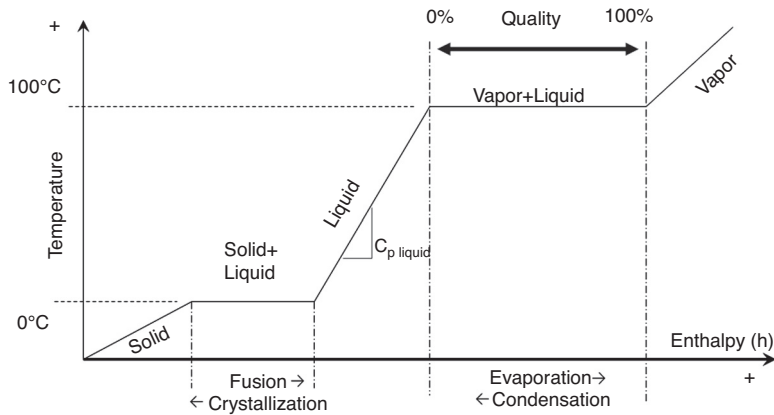 +
0%
Quality
100%
100°C
Vapor+Liquid
Vapor
Temperature
Liquid
C_p liquid
Solid+
Liquid
0°C
Solid
Enthalpy (h)
+
Fusion →
← Crystallization
Evaporation→
← Condensation